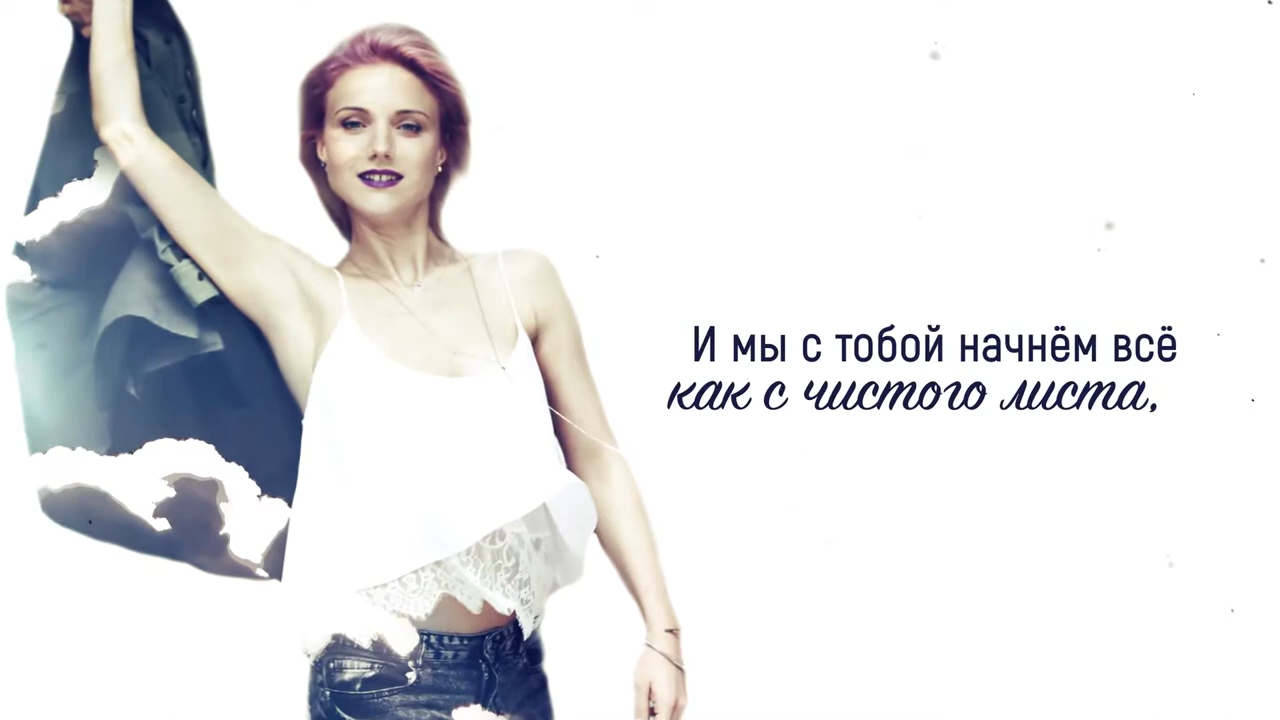 И мы с тобой начнём всё
как с чистого листа,